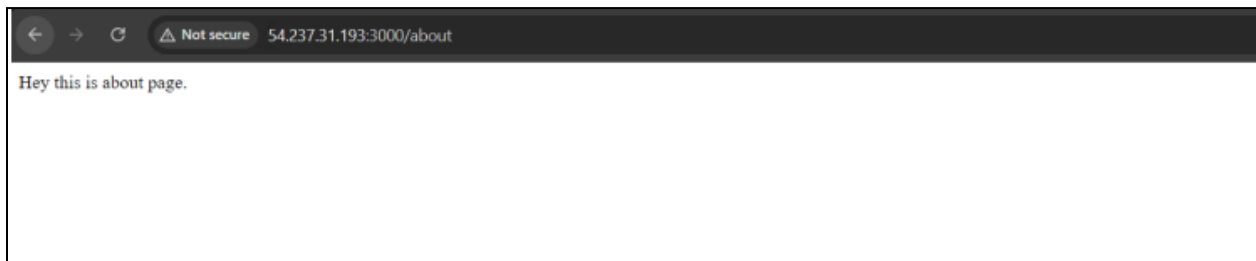 Not secure 54.237.31.193:3000/about
Hey this is about page.